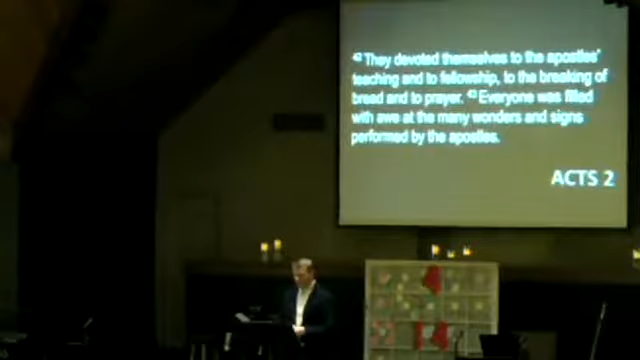 42 They devoted themselves to the apostles'
teaching and to fellowship, to the breaking of
bread and to prayer. 43 Everyone was filled
with awe at the many wonders and signs
performed by the apostles.
ACTS 2